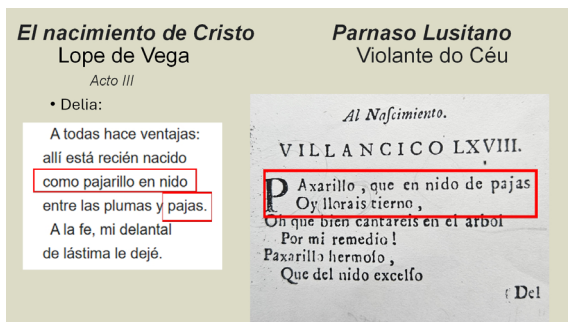 El nacimiento de Cristo
Lope de Vega
Acto III
• Delia:
A todas hace ventajas:
allí está recién nacido
como pajarillo en nido
entre las plumas y pajas.
A la fe, mi delantal
de lástima le dejé.
Parnaso Lusitano
Violante do Céu
Al Naſcimiento.
VILLANCICO LXVIII.
PAxarillo, que en nido de pajas
Oy llorais tierno,
Oh que bien cantareis en el arbol
Por mi remedio!
Paxarillo hermoſo,
Que del nido excelſo
Del